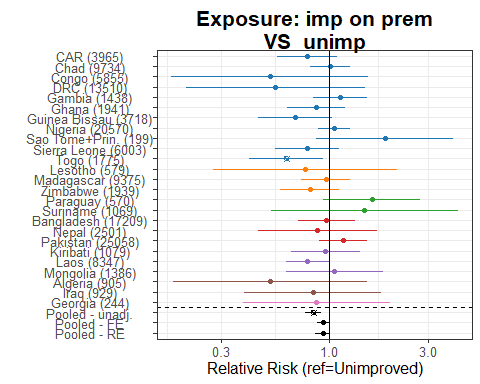 Exposure: imp on prem
VS unimp
CAR (3965)
Chad (9734)
Congo (5855)
DRC (13510)
Gambia (1438)
Ghana (1941)
Guinea Bissau (3718)
Nigeria (20570)
Sao Tome+Prin. (199)
Sierra Leone (6003)
Togo (1775)
Lesotho (579)
Madagascar (9375)
Zimbabwe (1939)
Paraguay (570)
Suriname (1069)
Bangladesh (17209)
Nepal (2501)
Pakistan (25058)
Kiribati (1079)
Laos (8347)
Mongolia (1386)
Algeria (905)
Iraq (929)
Georgia (244)
Pooled - unadj.
Pooled - FE
Pooled - RE
0.3 1.0 3.0
Relative Risk (ref=Unimproved)